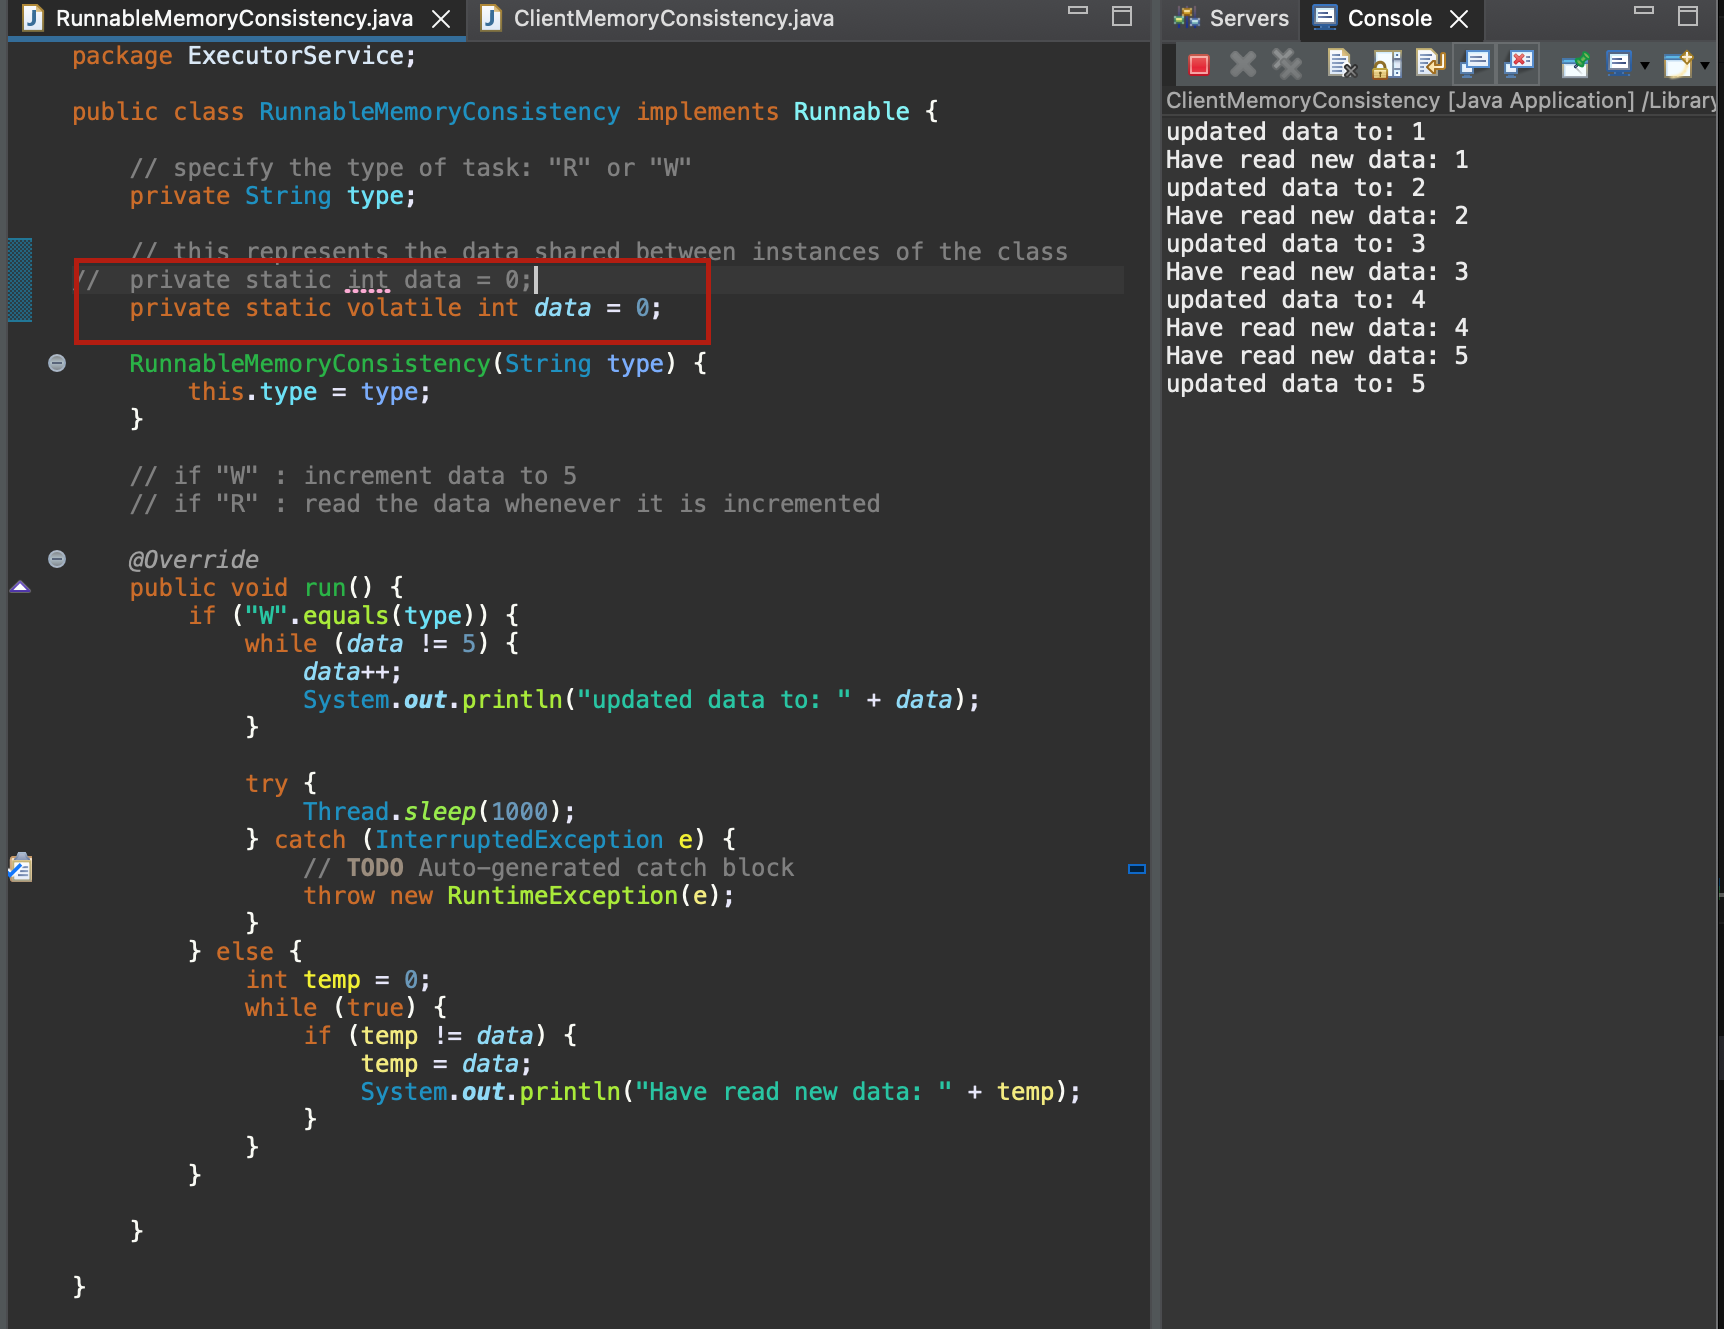 RunnableMemoryConsistency.java
ClientMemoryConsistency.java
Servers
Console
package ExecutorService;
public class RunnableMemoryConsistency implements Runnable {
// specify the type of task: "R" or "W"
private String type;
// this represents the data shared between instances of the class
// private static int data = 0;
private static volatile int data = 0;
RunnableMemoryConsistency(String type) {
this.type = type;
}
// if "W" : increment data to 5
// if "R" : read the data whenever it is incremented
@Override
public void run() {
if ("W".equals(type)) {
while (data != 5) {
data++;
System.out.println("updated data to: " + data);
}
try {
Thread.sleep(1000);
} catch (InterruptedException e) {
// TODO Auto-generated catch block
throw new RuntimeException(e);
}
} else {
int temp = 0;
while (true) {
if (temp != data) {
temp = data;
System.out.println("Have read new data: " + temp);
}
}
}
}
}
ClientMemoryConsistency [Java Application] /Library
updated data to: 1
Have read new data: 1
updated data to: 2
Have read new data: 2
updated data to: 3
Have read new data: 3
updated data to: 4
Have read new data: 4
Have read new data: 5
updated data to: 5